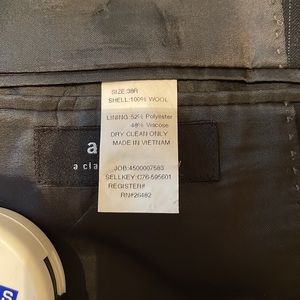 SIZE:38R
SHELL:100% WOOL
LINING:52% Polyester
48% Viscose
DRY CLEAN ONLY
MADE IN VIETNAM
a
a cla
JOB:4500007583
SELLKEY:C76-595601
REGISTER#
RN#26482
S